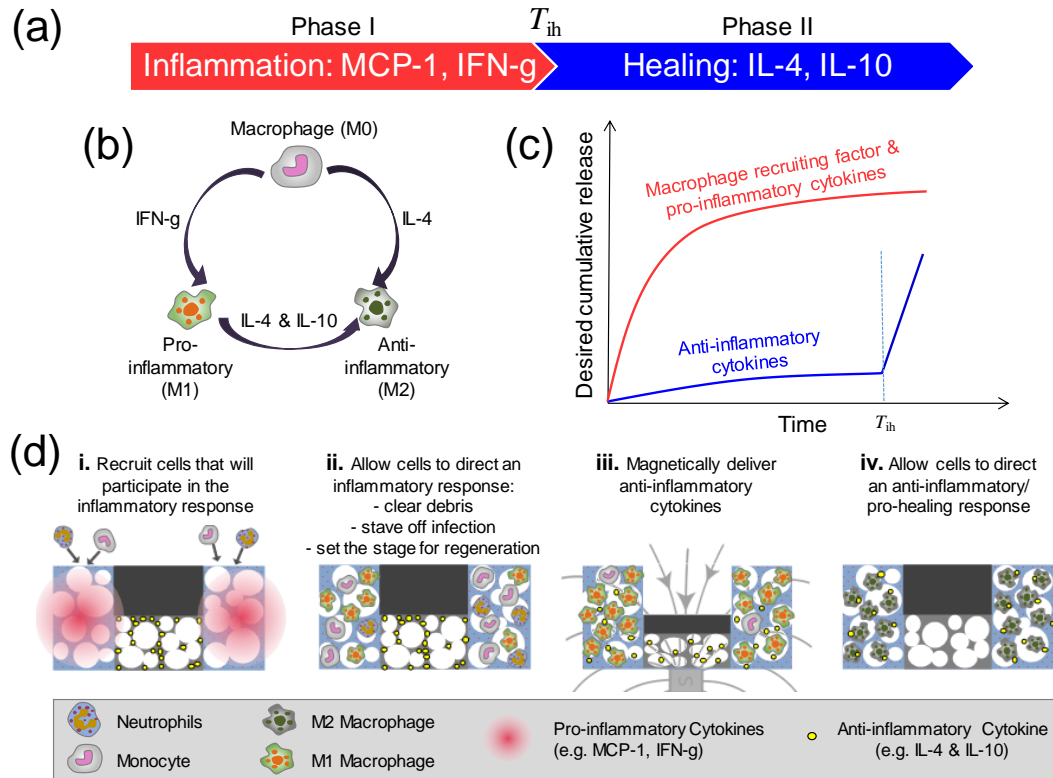 (a)
Phase I
T_ih
Phase II
Inflammation: MCP-1, IFN-g
Healing: IL-4, IL-10
(b)
Macrophage (M0)
IFN-g
IL-4
IL-4 & IL-10
Pro-
inflammatory
(M1)
Anti-
inflammatory
(M2)
(c)
Desired cumulative release
Macrophage recruiting factor &
pro-inflammatory cytokines
Anti-inflammatory
cytokines
Time
T_ih
(d)
i. Recruit cells that will
participate in the
inflammatory response
ii. Allow cells to direct an
inflammatory response:
- clear debris
- stave off infection
- set the stage for regeneration
iii. Magnetically deliver
anti-inflammatory
cytokines
iv. Allow cells to direct
an anti-inflammatory/
pro-healing response
S
Neutrophils
Monocyte
M2 Macrophage
M1 Macrophage
Pro-inflammatory Cytokines
(e.g. MCP-1, IFN-g)
Anti-inflammatory Cytokine
(e.g. IL-4 & IL-10)